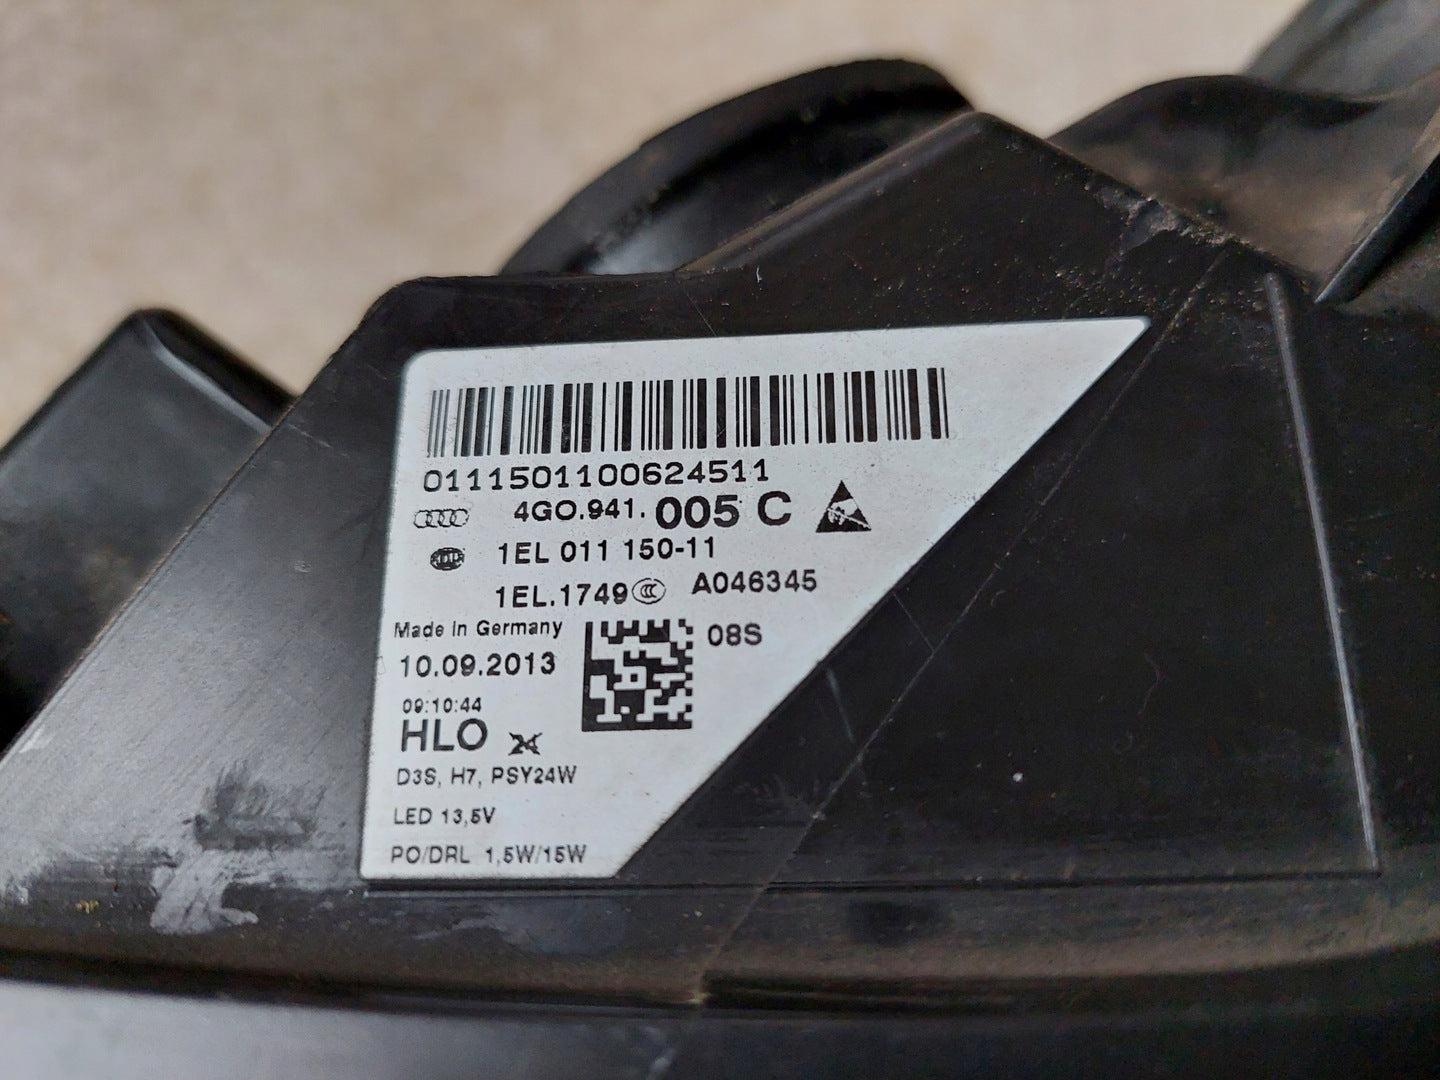 0111501100624511
4G0.941.005 C
1EL 011 150-11
1EL.1749 A046345
Made in Germany
08S
10.09.2013
09:10:44
HLO 24
D3S, H7, PSY24W
LED 13,5V
PO/DRL 1,5W/15W